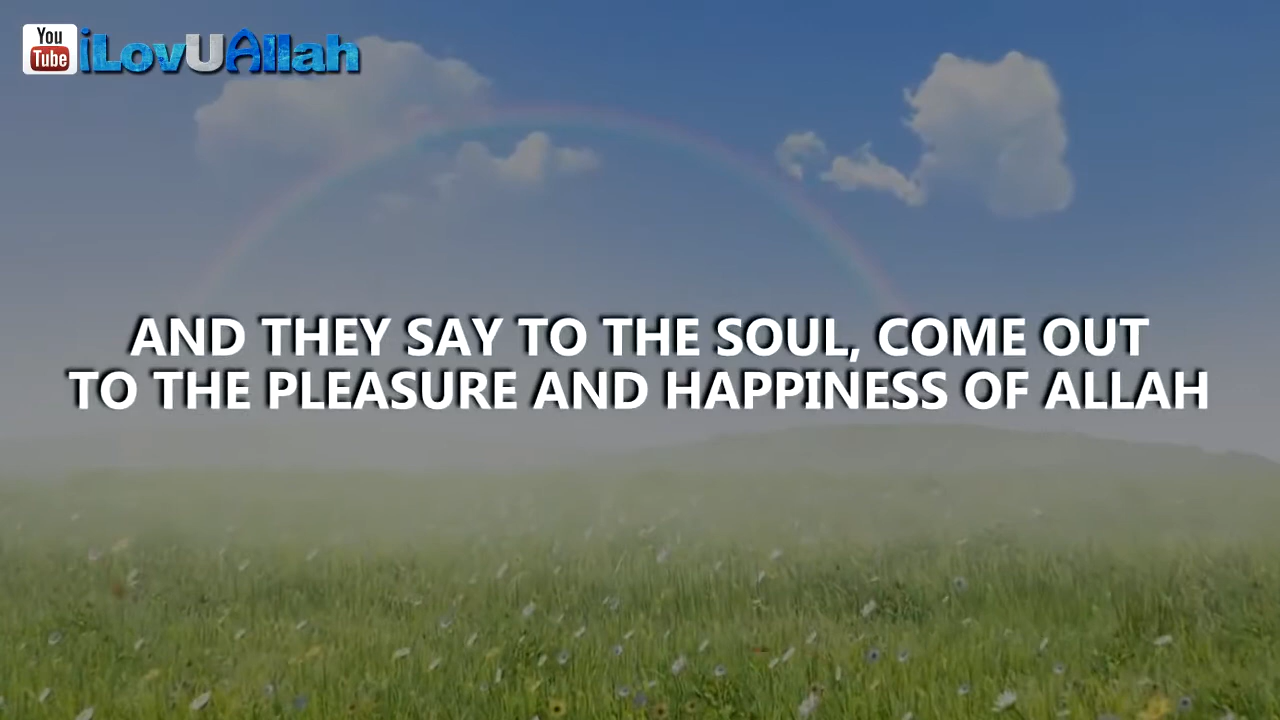 You
Tube
iLovUAllah
AND THEY SAY TO THE SOUL, COME OUT
TO THE PLEASURE AND HAPPINESS OF ALLAH